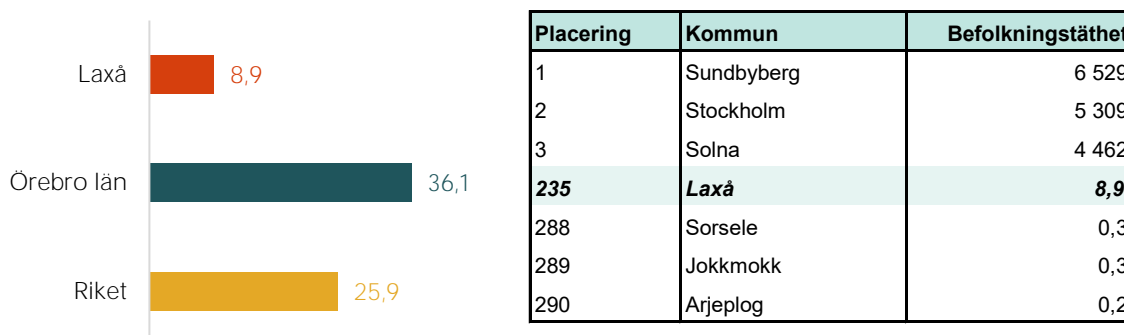 Laxå 8,9
Örebro län 36,1
Riket 25,9
Placering Kommun Befolkningstäthet
1 Sundbyberg 6 529
2 Stockholm 5 309
3 Solna 4 462
235 Laxå 8,9
288 Sorsele 0,3
289 Jokkmokk 0,3
290 Arjeplog 0,2